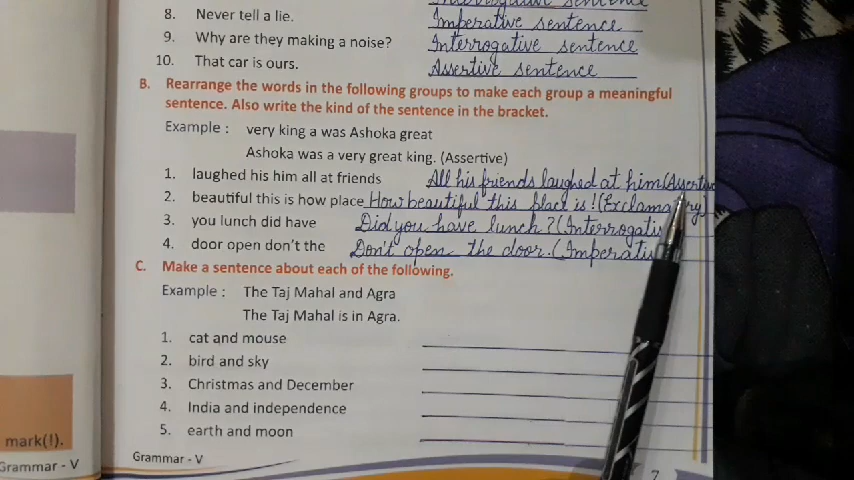 8. Never tell a lie. Imperative sentence
9. Why are they making a noise? Interrogative sentence
10. That car is ours. Assertive sentence
B. Rearrange the words in the following groups to make each group a meaningful
sentence. Also write the kind of the sentence in the bracket.
Example : very king a was Ashoka great
Ashoka was a very great king. (Assertive)
1. laughed his him all at friends All his friends laughed at him(Assertive
2. beautiful this is how place How beautiful this place is!(Exclamatory)
3. you lunch did have Did you have lunch?(Interrogati
4. door open don't the Don't open the door.(Imperati
C. Make a sentence about each of the following.
Example : The Taj Mahal and Agra
The Taj Mahal is in Agra.
1. cat and mouse
2. bird and sky
3. Christmas and December
4. India and independence
5. earth and moon
mark(!).
Grammar - V
Grammar - V
7